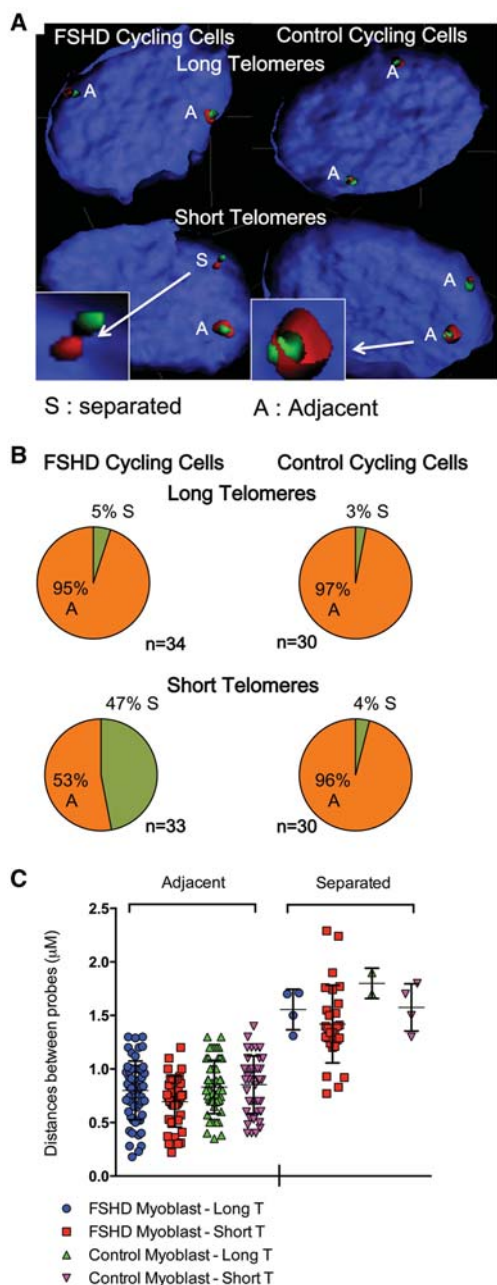 A
FSHD Cycling Cells Control Cycling Cells
Long Telomeres
A
A
A
A
Short Telomeres
S
A
A
A
S : separated A : Adjacent
B
FSHD Cycling Cells Control Cycling Cells
Long Telomeres
5% S 3% S
95% A 97% A
n=34 n=30
Short Telomeres
47% S 4% S
53% A 96% A
n=33 n=30
C
Adjacent Separated
Distances between probes (µM)
2.5
2.0
1.5
1.0
0.5
0.0
FSHD Myoblast - Long T
FSHD Myoblast - Short T
Control Myoblast - Long T
Control Myoblast - Short T